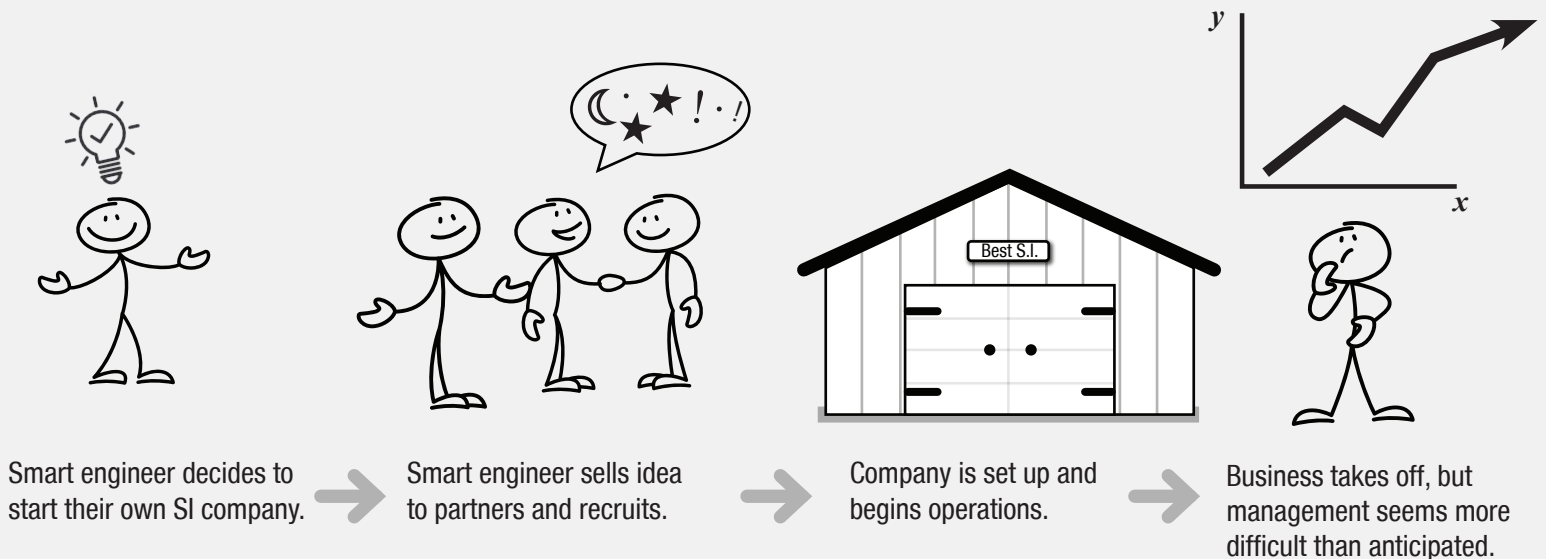 y
x
Best S.I.
Smart engineer decides to
start their own SI company.
Smart engineer sells idea
to partners and recruits.
Company is set up and
begins operations.
Business takes off, but
management seems more
difficult than anticipated.